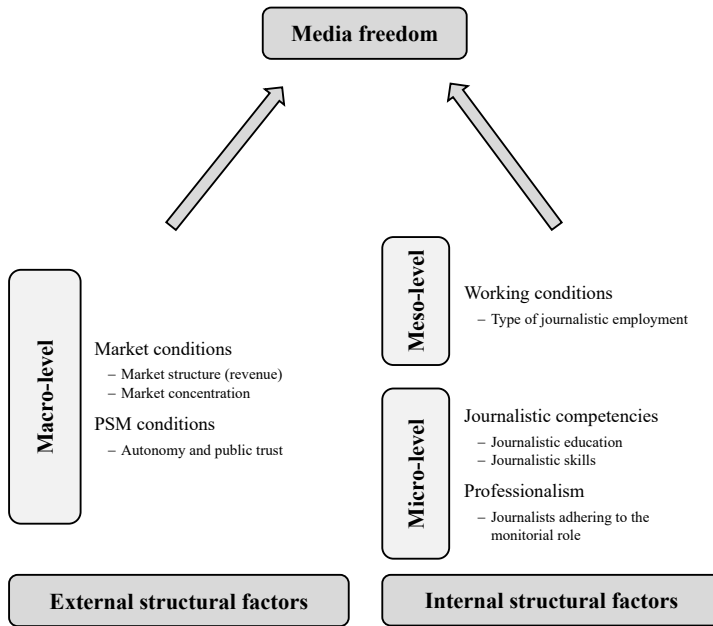 Media freedom
Macro-level
Market conditions
– Market structure (revenue)
– Market concentration
PSM conditions
– Autonomy and public trust
External structural factors
Meso-level
Working conditions
– Type of journalistic employment
Micro-level
Journalistic competencies
– Journalistic education
– Journalistic skills
Professionalism
– Journalists adhering to the
monitorial role
Internal structural factors